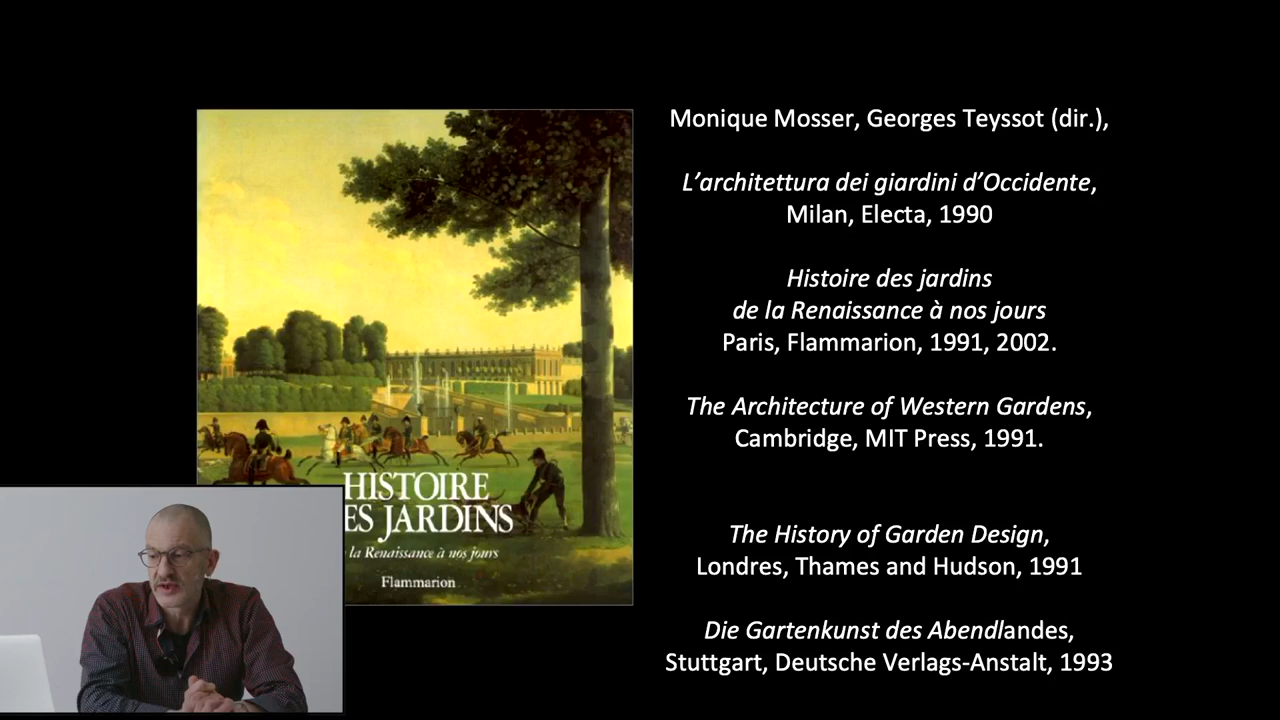 Monique Mosser, Georges Teyssot (dir.),
L’architettura dei giardini d’Occidente,
Milan, Electa, 1990
Histoire des jardins
de la Renaissance à nos jours
Paris, Flammarion, 1991, 2002.
The Architecture of Western Gardens,
Cambridge, MIT Press, 1991.
The History of Garden Design,
Londres, Thames and Hudson, 1991
Die Gartenkunst des Abendlandes,
Stuttgart, Deutsche Verlags-Anstalt, 1993
HISTOIRE
ES JARDINS
la Renaissance à nos jours
Flammarion